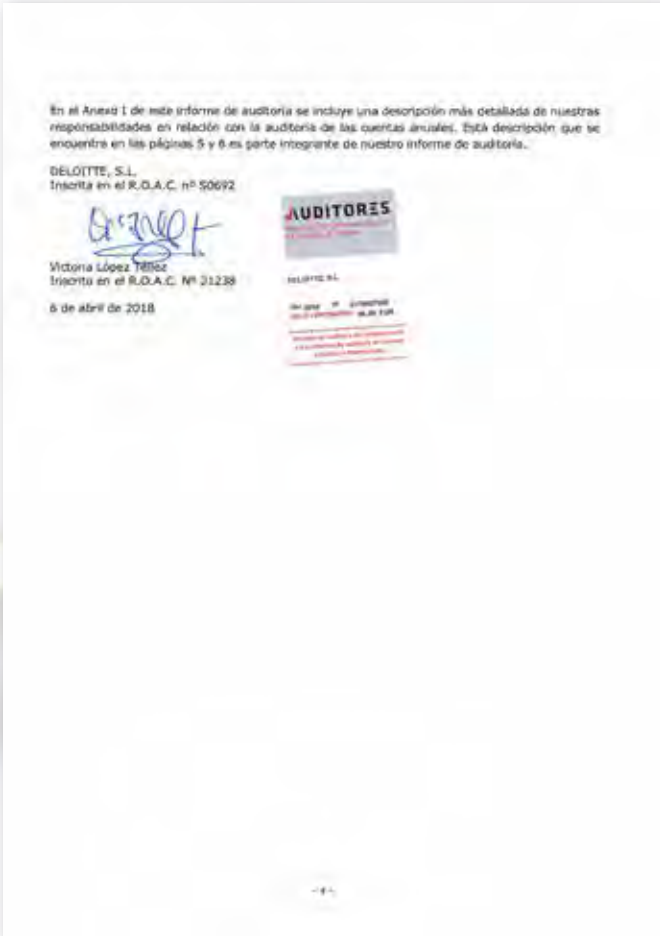 En el Anexo I de este informe de auditoría se incluye una descripción más detallada de nuestras
responsabilidades en relación con la auditoría de las cuentas anuales. Esta descripción que se
encuentra en las páginas 5 y 6 es parte integrante de nuestro informe de auditoría.
DELOITTE, S.L.
Inscrita en el R.O.A.C. nº S0692
Victoria López Téllez
Inscrito en el R.O.A.C. Nº 21238
6 de abril de 2018
AUDITORES
DELOITTE, S.L.
- 4 -